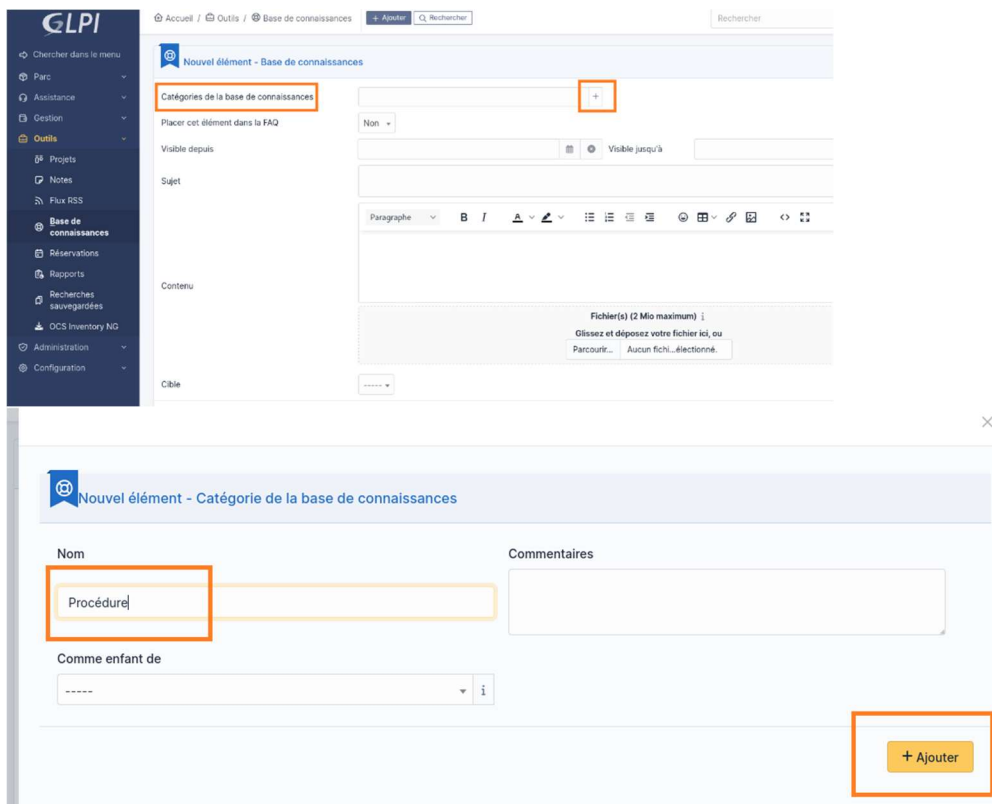 GLPI
Accueil / Outils / Base de connaissances + Ajouter Rechercher Rechercher
Chercher dans le menu
Parc
Assistance
Gestion
Outils
Projets
Notes
Flux RSS
Base de
connaissances
Réservations
Rapports
Recherches
sauvegardées
OCS Inventory NG
Administration
Configuration
Nouvel élément - Base de connaissances
Catégories de la base de connaissances +
Placer cet élément dans la FAQ Non
Visible depuis Visible jusqu'à
Sujet
Paragraphe B I A
Contenu
Fichier(s) (2 Mio maximum) i
Glissez et déposez votre fichier ici, ou
Parcourir... Aucun fichi...électionné.
Cible -----
Nouvel élément - Catégorie de la base de connaissances
Nom Commentaires
Procédure
Comme enfant de
----- i
+ Ajouter